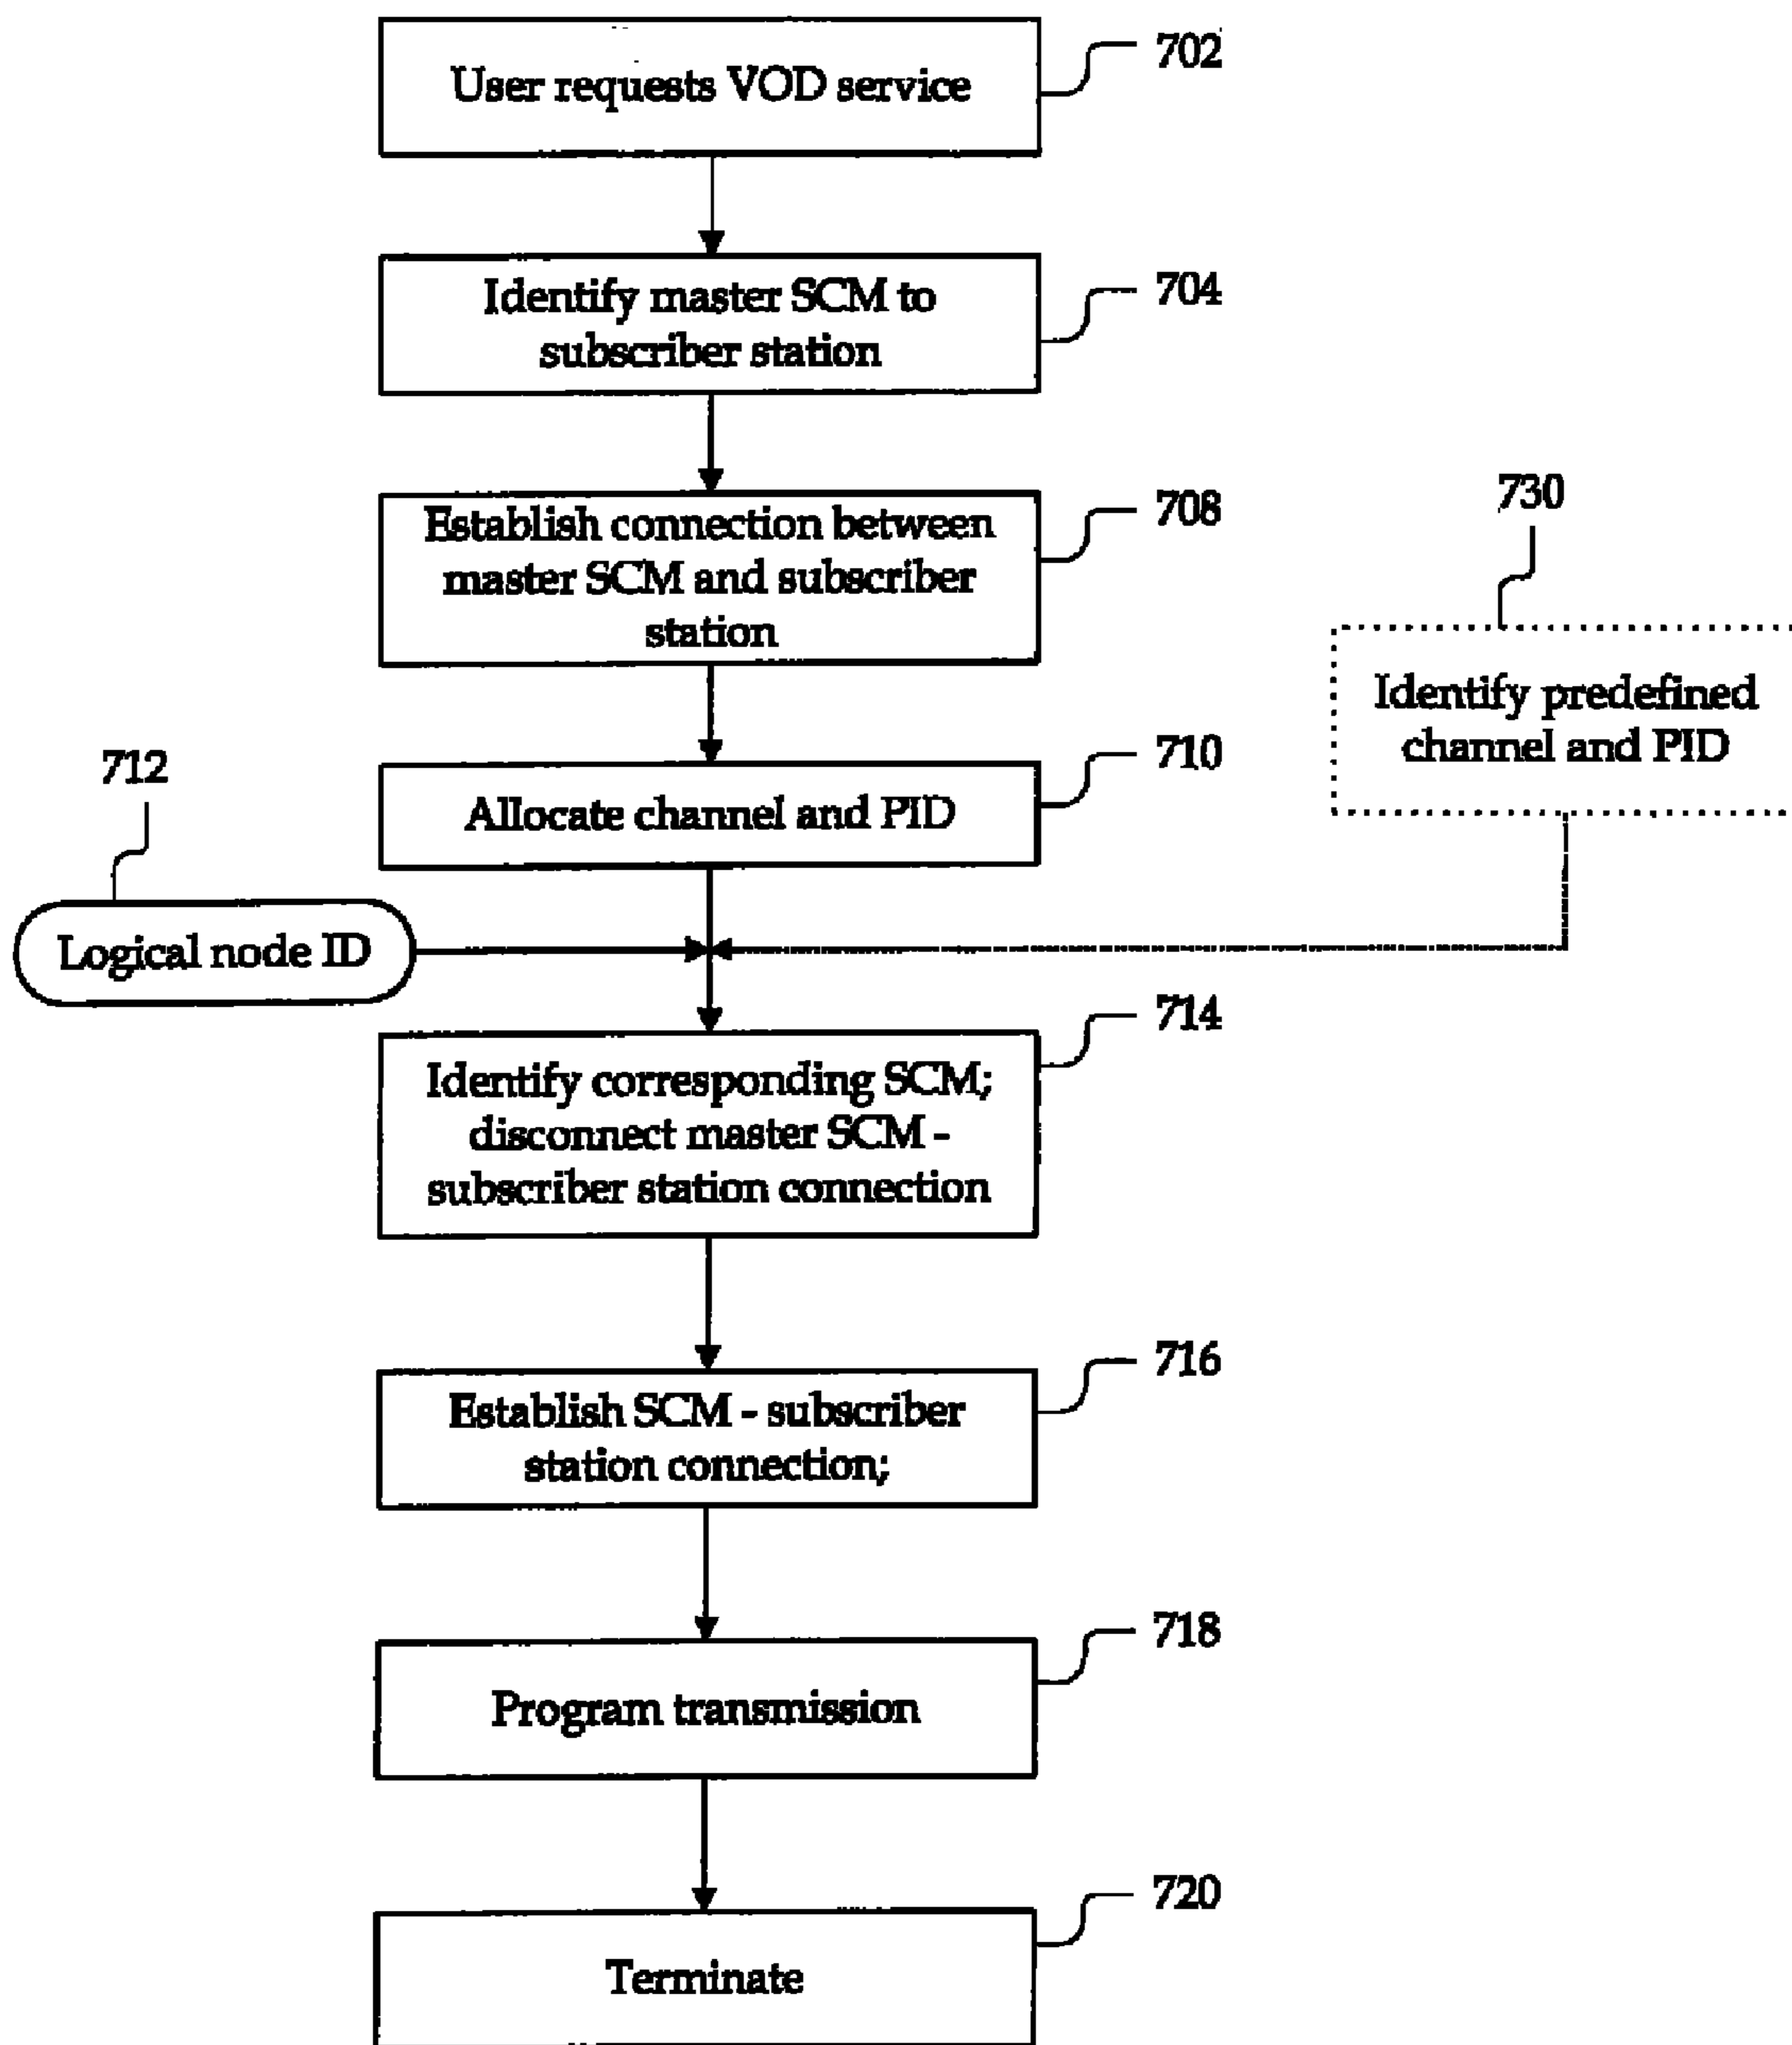 User requests VOD service
702
Identify master SCM to
subscriber station
704
Establish connection between
master SCM and subscriber
station
708
730
Identify predefined
channel and PID
Allocate channel and PID
710
712
Logical node ID
Identify corresponding SCM;
disconnect master SCM -
subscriber station connection
714
Establish SCM - subscriber
station connection;
716
Program transmission
718
Terminate
720